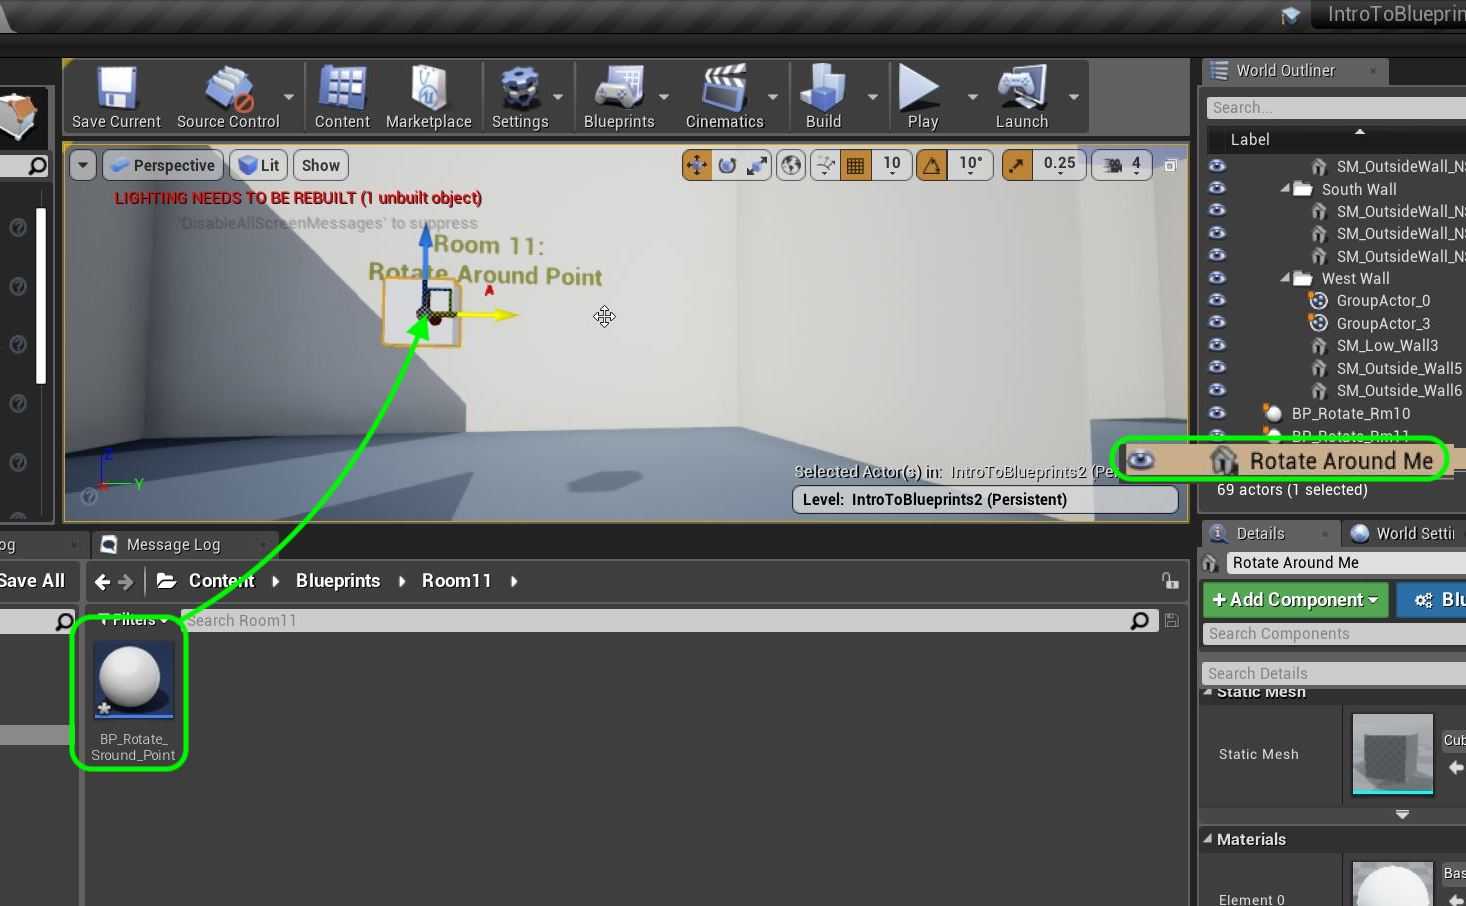 IntroToBlueprin
Save Current
Source Control
Content
Marketplace
Settings
Blueprints
Cinematics
Build
Play
Launch
World Outliner
Search...
Label
SM_OutsideWall_N
South Wall
SM_OutsideWall_N
SM_OutsideWall_N
SM_OutsideWall_N
West Wall
GroupActor_0
GroupActor_3
SM_Low_Wall3
SM_Outside_Wall5
SM_Outside_Wall6
BP_Rotate_Rm10
BP_Rotate_Rm11
Rotate Around Me
69 actors (1 selected)
Perspective
Lit
Show
10
10°
0.25
4
LIGHTING NEEDS TO BE REBUILT (1 unbuilt object)
'DisableAllScreenMessages' to suppress
Room 11:
Rotate Around Point
A
Z
Y
Selected Actor(s) in: IntroToBlueprints2 (Pe
Level: IntroToBlueprints2 (Persistent)
og
Message Log
Save All
Content
Blueprints
Room11
Filters
Search Room11
BP_Rotate_
Sround_Point
Details
World Setti
Rotate Around Me
+ Add Component
Blu
Search Components
Search Details
Static Mesh
Static Mesh
Cub
Materials
Element 0
Bas